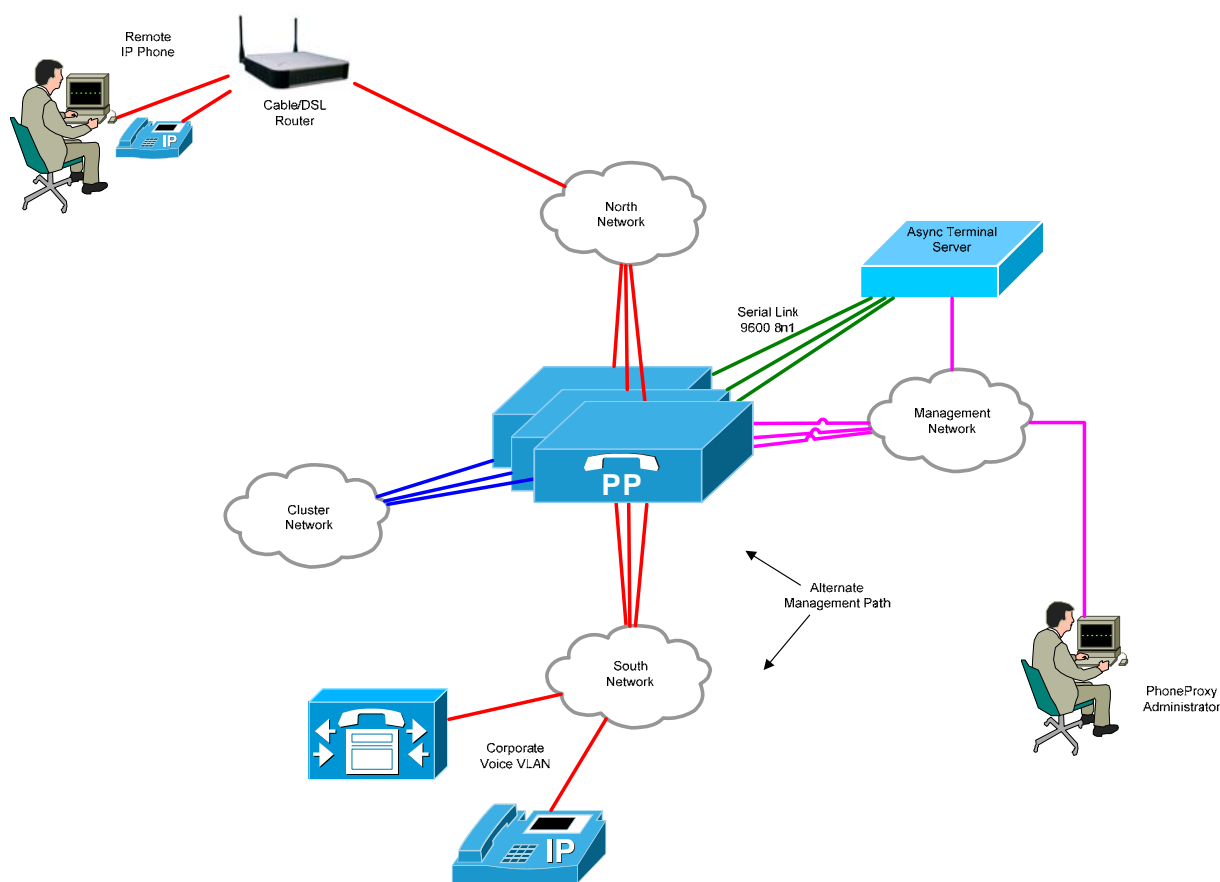 Remote
IP Phone
IP
Cable/DSL
Router
North
Network
Async Terminal
Server
Serial Link
9600 8n1
Management
Network
PP
Cluster
Network
Alternate
Management Path
South
Network
PhoneProxy
Administrator
Corporate
Voice VLAN
IP